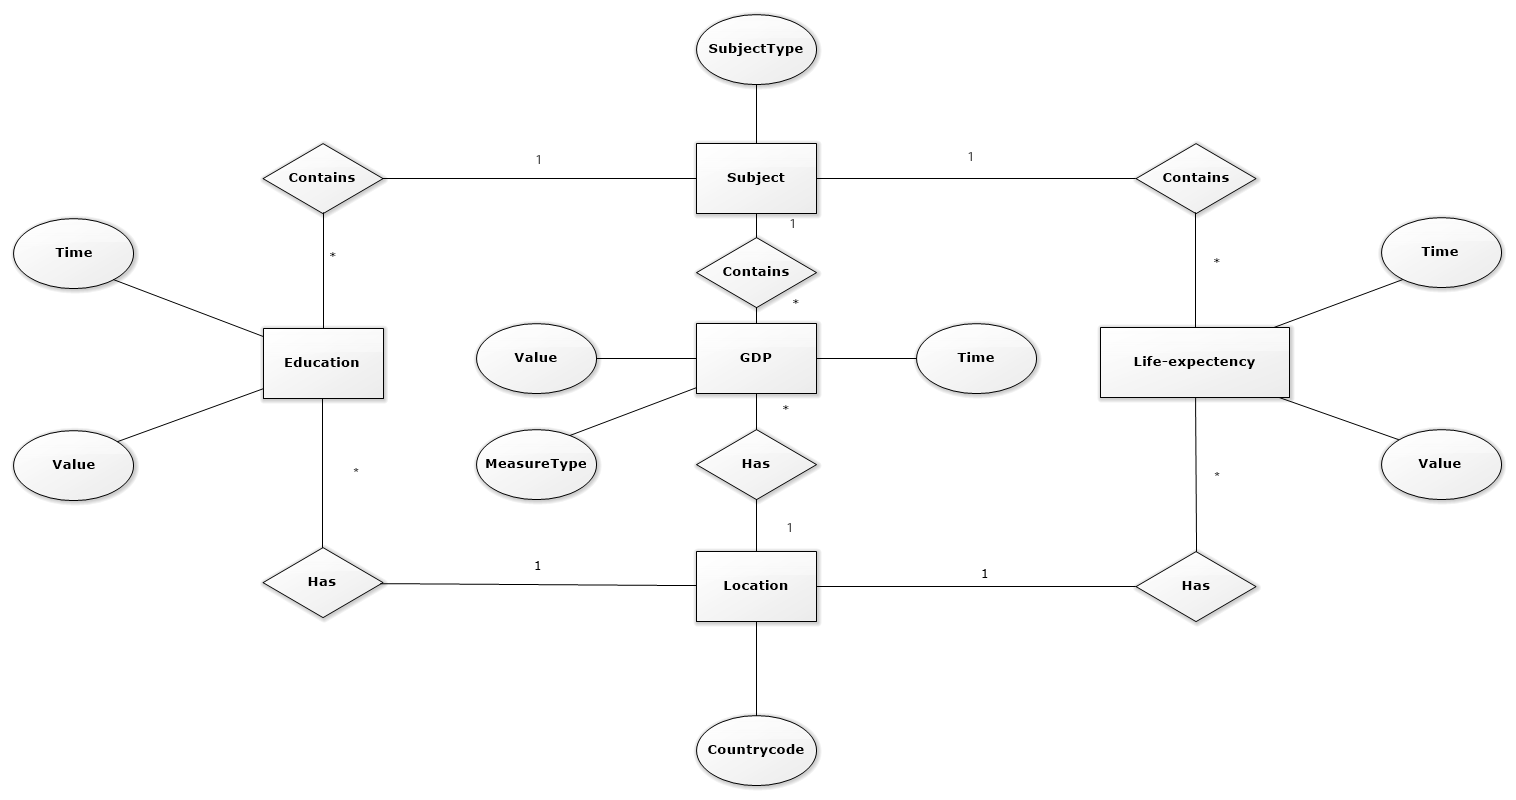 SubjectType
Contains
1
Subject
1
Contains
1
Time
*
Contains
*
Time
*
Education
Value
GDP
Time
Life-expectency
*
Value
*
MeasureType
Has
*
Value
1
Has
1
Location
1
Has
Countrycode